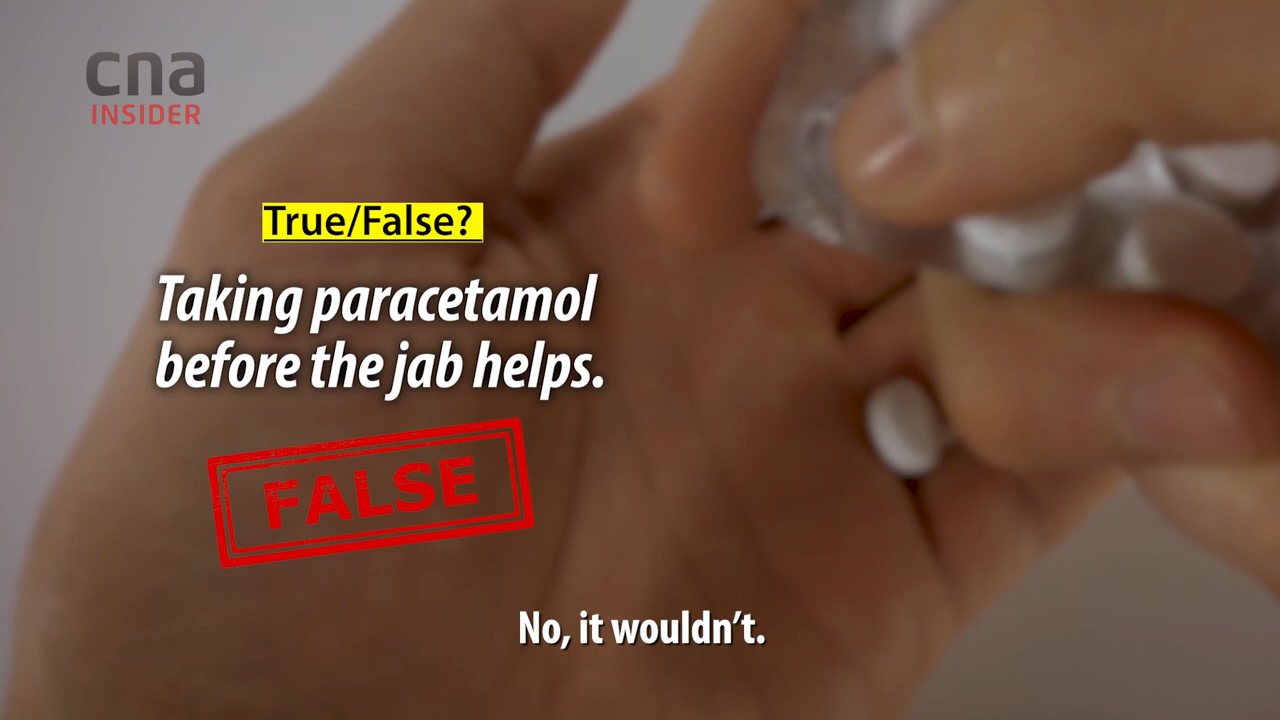 cna
INSIDER
True/False?
Taking paracetamol
before the jab helps.
FALSE
No, it wouldn't.